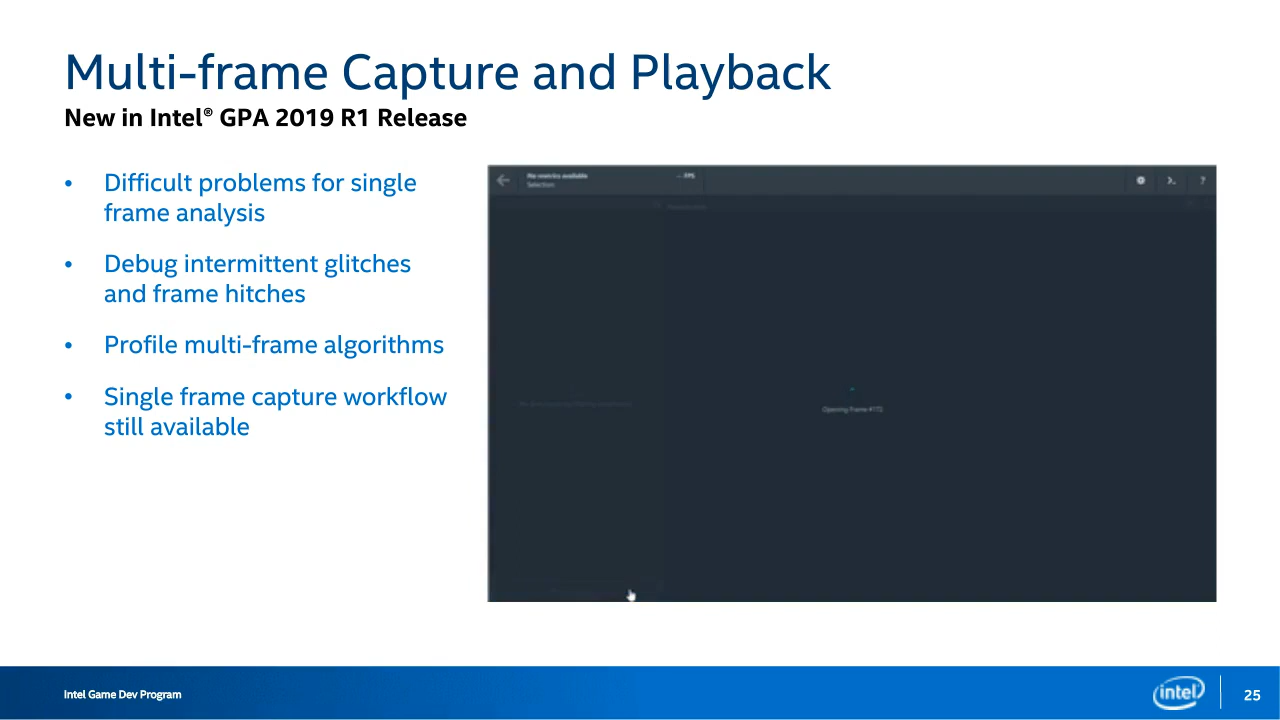 Multi-frame Capture and Playback
New in Intel® GPA 2019 R1 Release
• Difficult problems for single
frame analysis
• Debug intermittent glitches
and frame hitches
• Profile multi-frame algorithms
• Single frame capture workflow
still available
No metrics available
Selection
-- FPS
?
Opening Frame #172
Intel Game Dev Program
intel
25